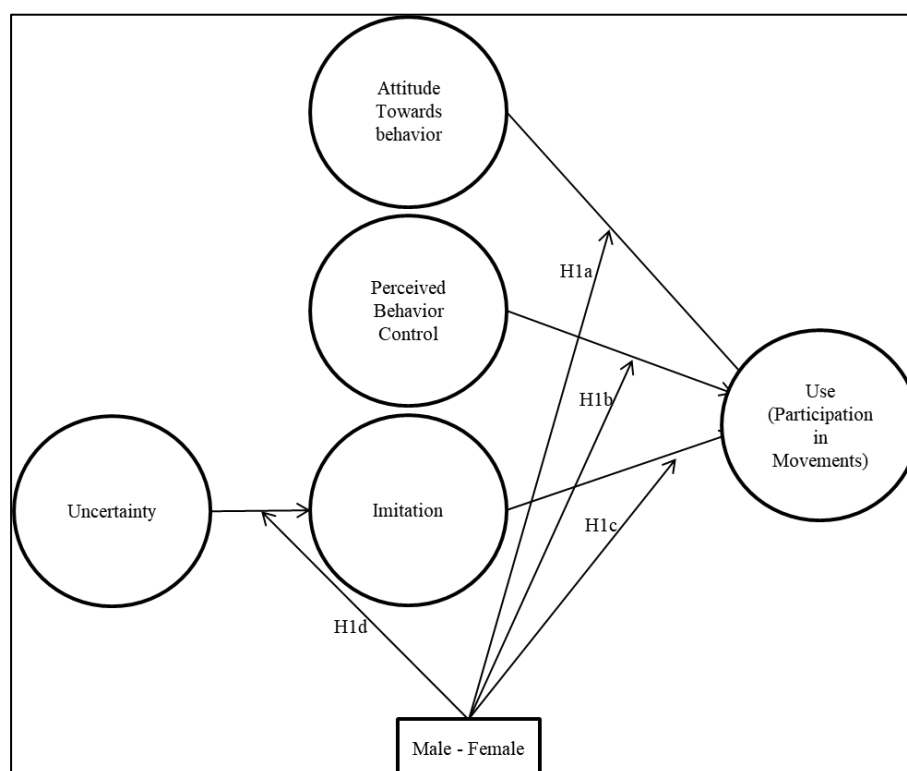 Attitude
Towards
behavior
Perceived
Behavior
Control
H1a
H1b
Use
(Participation
in
Movements)
Uncertainty
Imitation
H1c
H1d
Male - Female